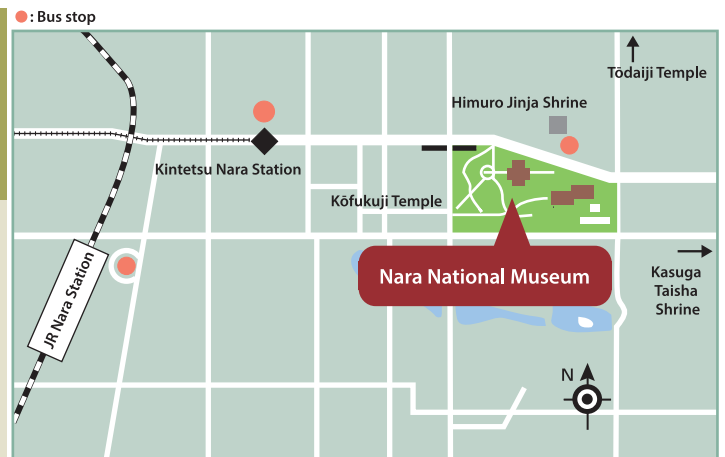 : Bus stop
Tōdaiji Temple
Himuro Jinja Shrine
Kintetsu Nara Station
Kôfukuji Temple
Nara National Museum
Kasuga
Taisha
Shrine
JR Nara Station
N